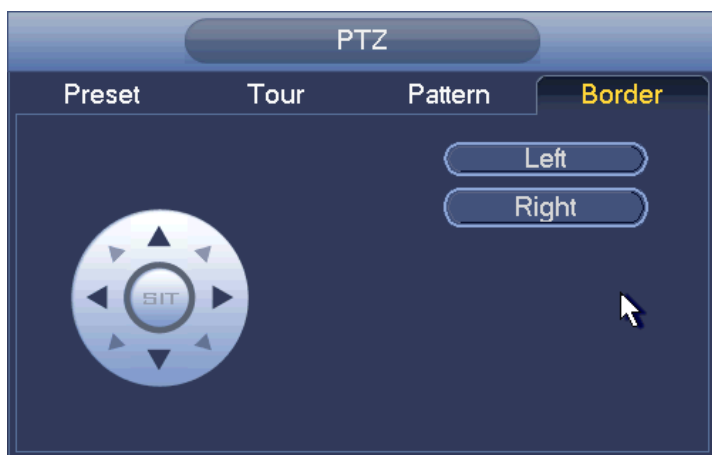 PTZ
Preset Tour Pattern Border
Left
Right
SIT